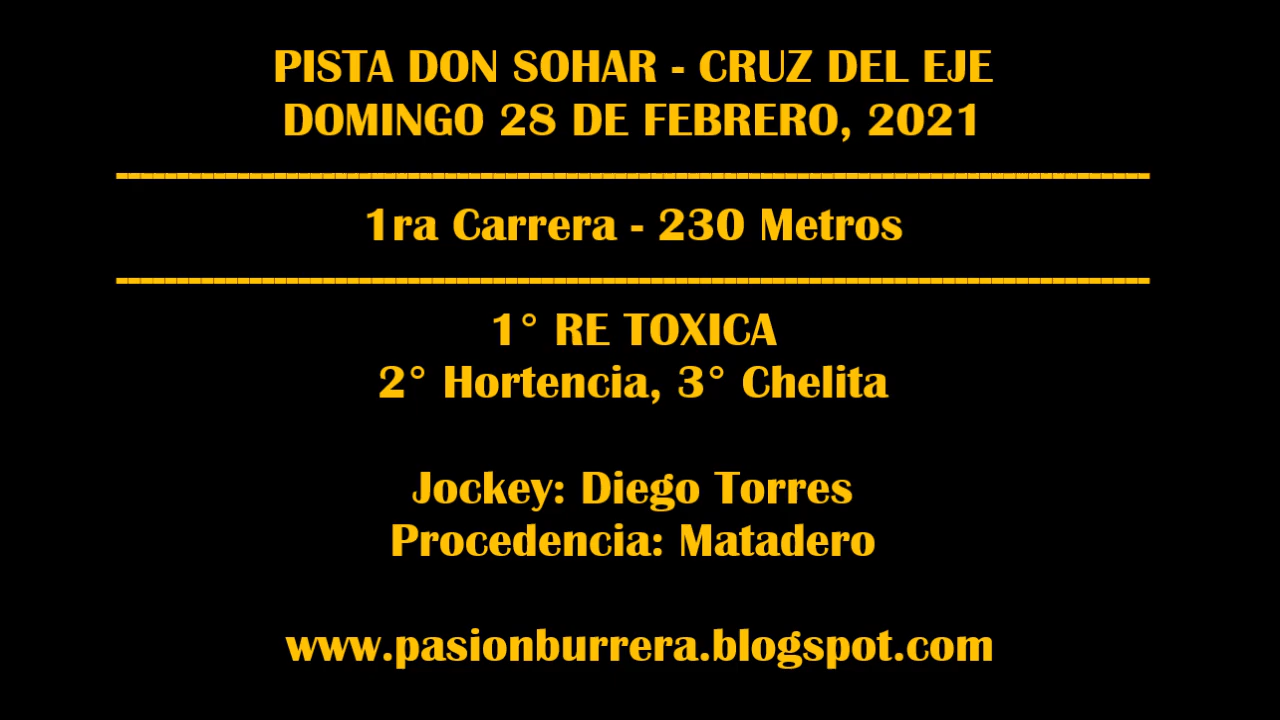 PISTA DON SOHAR - CRUZ DEL EJE
DOMINGO 28 DE FEBRERO, 2021
1ra Carrera - 230 Metros
1° RE TOXICA
2° Hortencia, 3° Chelita
Jockey: Diego Torres
Procedencia: Matadero
www.pasionburrera.blogspot.com